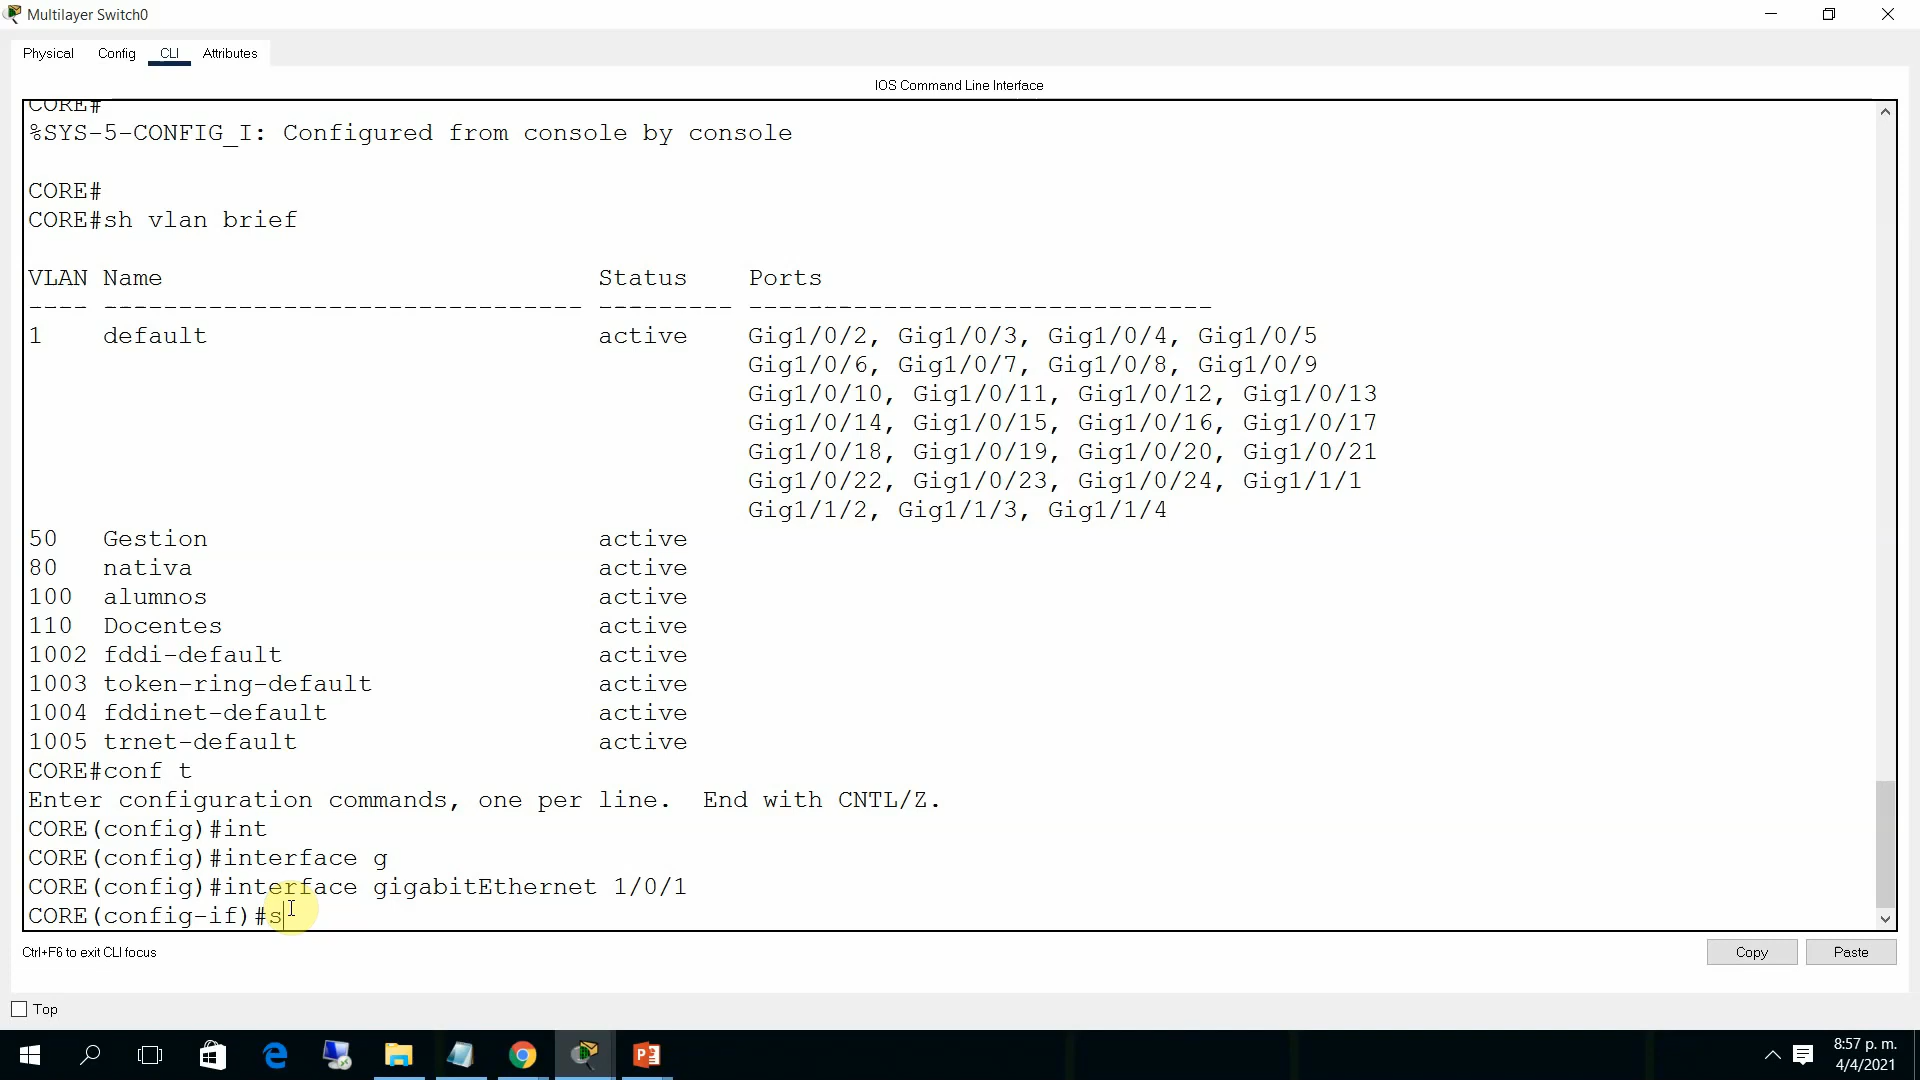 Multilayer Switch0
Physical Config CLI Attributes
IOS Command Line Interface
CORE#
%SYS-5-CONFIG_I: Configured from console by console
CORE#
CORE#sh vlan brief
VLAN Name Status Ports
---- -------------------------------- --------- -------------------------------
1 default active Gig1/0/2, Gig1/0/3, Gig1/0/4, Gig1/0/5
Gig1/0/6, Gig1/0/7, Gig1/0/8, Gig1/0/9
Gig1/0/10, Gig1/0/11, Gig1/0/12, Gig1/0/13
Gig1/0/14, Gig1/0/15, Gig1/0/16, Gig1/0/17
Gig1/0/18, Gig1/0/19, Gig1/0/20, Gig1/0/21
Gig1/0/22, Gig1/0/23, Gig1/0/24, Gig1/1/1
Gig1/1/2, Gig1/1/3, Gig1/1/4
50 Gestion active
80 nativa active
100 alumnos active
110 Docentes active
1002 fddi-default active
1003 token-ring-default active
1004 fddinet-default active
1005 trnet-default active
CORE#conf t
Enter configuration commands, one per line. End with CNTL/Z.
CORE(config)#int
CORE(config)#interface g
CORE(config)#interface gigabitEthernet 1/0/1
CORE(config-if)#s
Ctrl+F6 to exit CLI focus
Copy Paste
Top
8:57 p. m.
4/4/2021